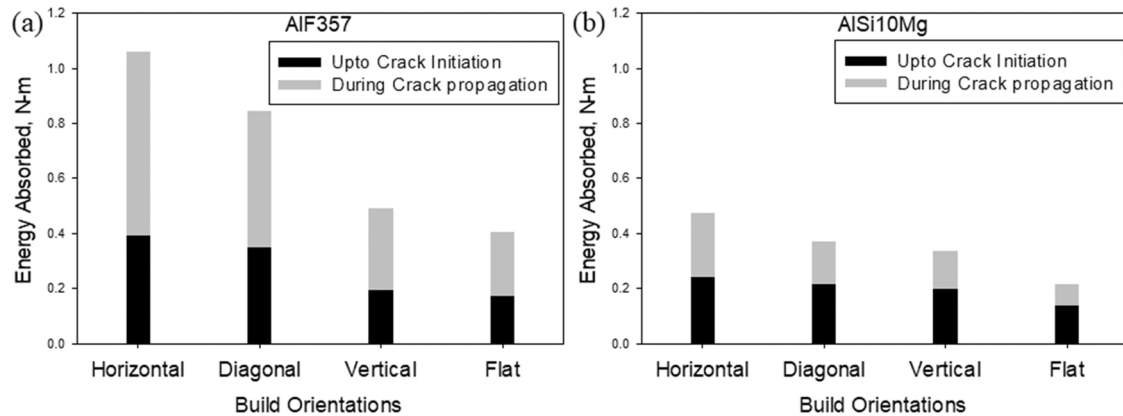 (a)
AlF357
Upto Crack Initiation
During Crack propagation
Energy Absorbed, N-m
1.2
1.0
0.8
0.6
0.4
0.2
0.0
Horizontal Diagonal Vertical Flat
Build Orientations
(b)
AlSi10Mg
Upto Crack Initiation
During Crack propagation
Energy Absorbed, N-m
1.2
1.0
0.8
0.6
0.4
0.2
0.0
Horizontal Diagonal Vertical Flat
Build Orientations